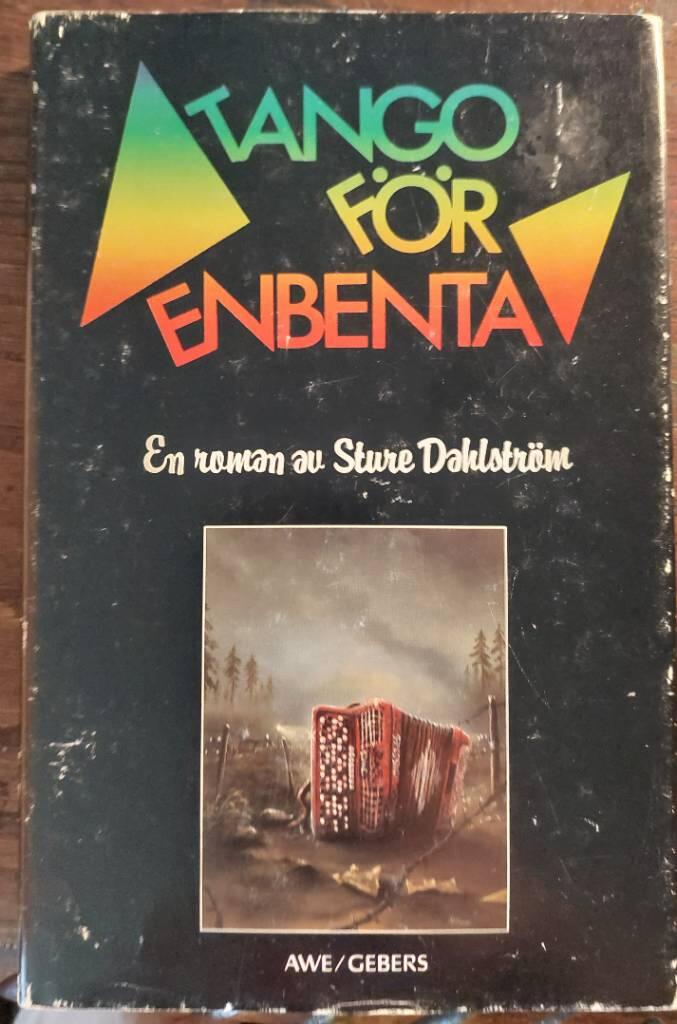 TANGO
FÖR
ENBENTA
En roman av Sture Dahlström
AWE/GEBERS